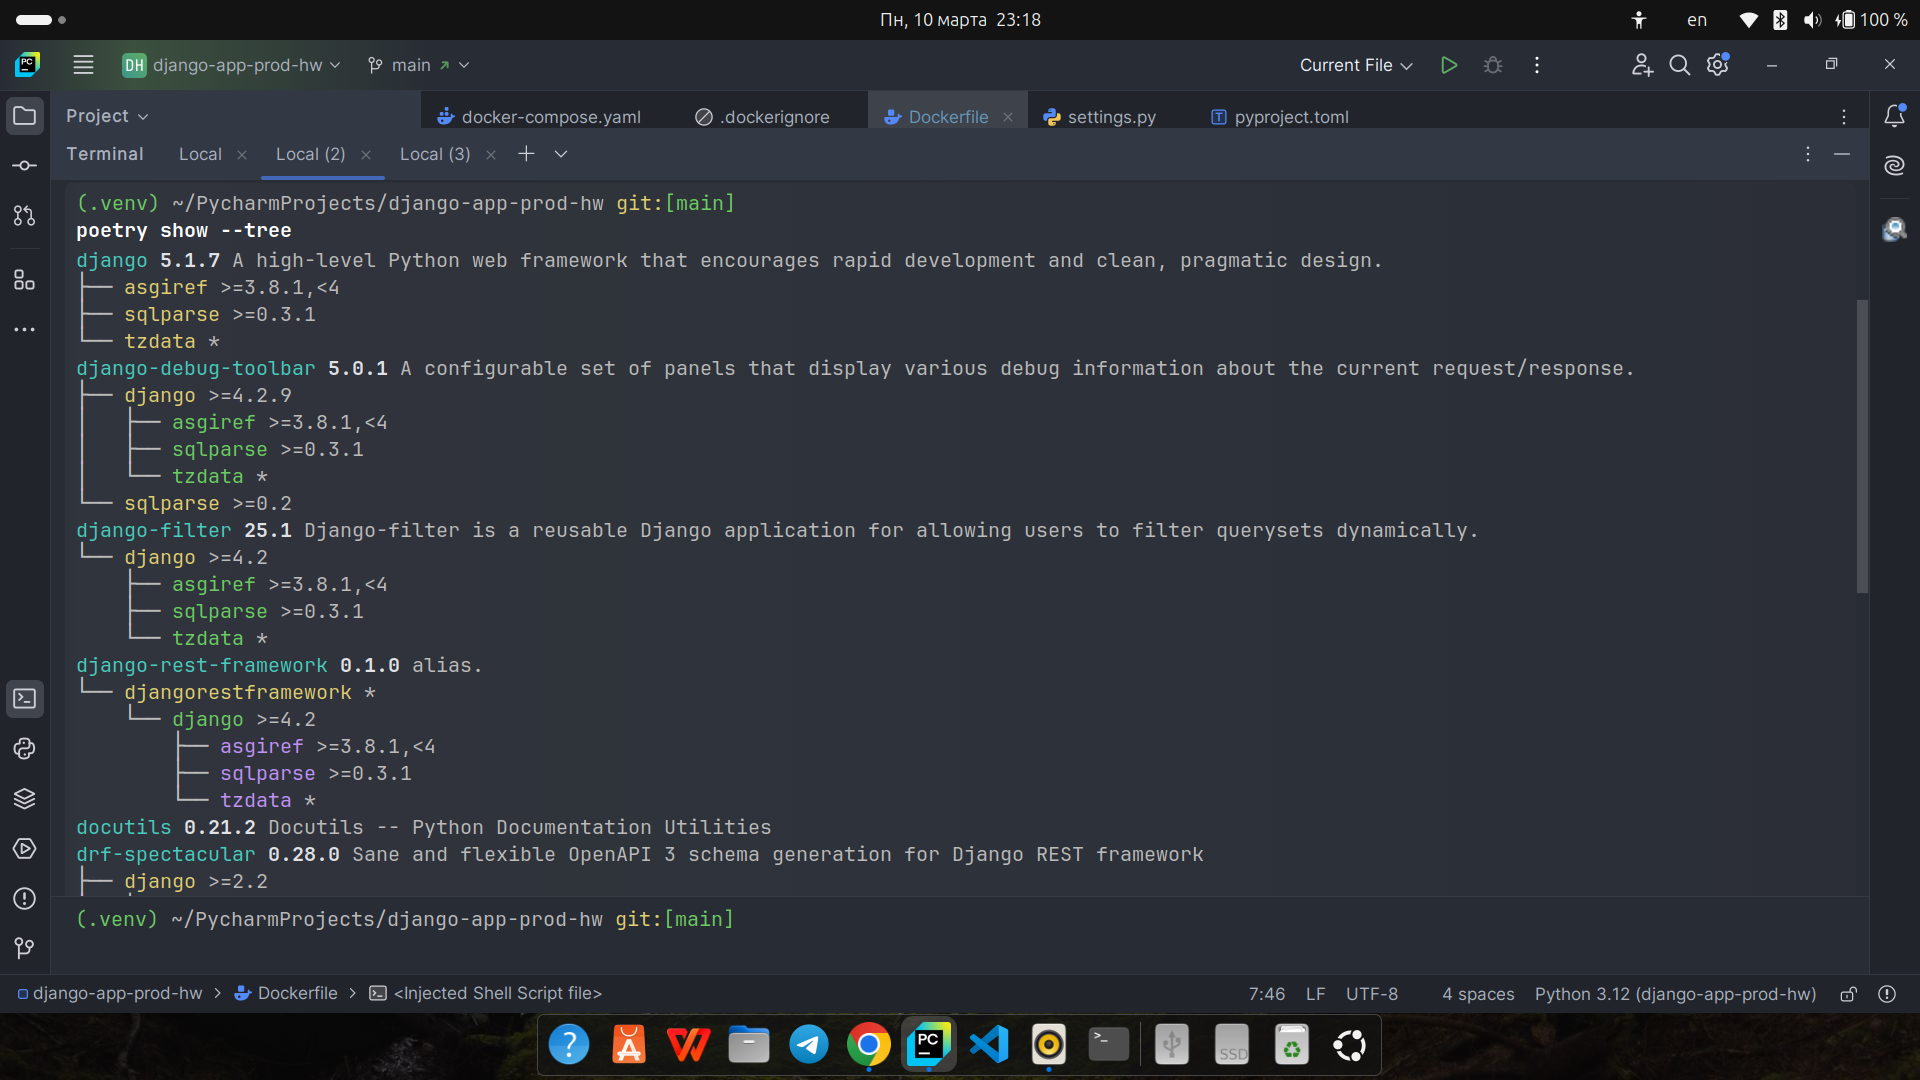 Пн, 10 марта 23:18
en
100 %
PC
DH django-app-prod-hw
main
Current File
Project
docker-compose.yaml
.dockerignore
Dockerfile
settings.py
pyproject.toml
Terminal
Local
Local (2)
Local (3)
(.venv) ~/PycharmProjects/django-app-prod-hw git:[main]
poetry show --tree
django 5.1.7 A high-level Python web framework that encourages rapid development and clean, pragmatic design.
├── asgiref >=3.8.1,<4
├── sqlparse >=0.3.1
└── tzdata *
django-debug-toolbar 5.0.1 A configurable set of panels that display various debug information about the current request/response.
├── django >=4.2.9
│   ├── asgiref >=3.8.1,<4
│   ├── sqlparse >=0.3.1
│   └── tzdata *
└── sqlparse >=0.2
django-filter 25.1 Django-filter is a reusable Django application for allowing users to filter querysets dynamically.
└── django >=4.2
    ├── asgiref >=3.8.1,<4
    ├── sqlparse >=0.3.1
    └── tzdata *
django-rest-framework 0.1.0 alias.
└── djangorestframework *
    └── django >=4.2
        ├── asgiref >=3.8.1,<4
        ├── sqlparse >=0.3.1
        └── tzdata *
docutils 0.21.2 Docutils -- Python Documentation Utilities
drf-spectacular 0.28.0 Sane and flexible OpenAPI 3 schema generation for Django REST framework
├── django >=2.2
(.venv) ~/PycharmProjects/django-app-prod-hw git:[main]
django-app-prod-hw > Dockerfile > <Injected Shell Script file>
7:46
LF
UTF-8
4 spaces
Python 3.12 (django-app-prod-hw)
PC
SSD